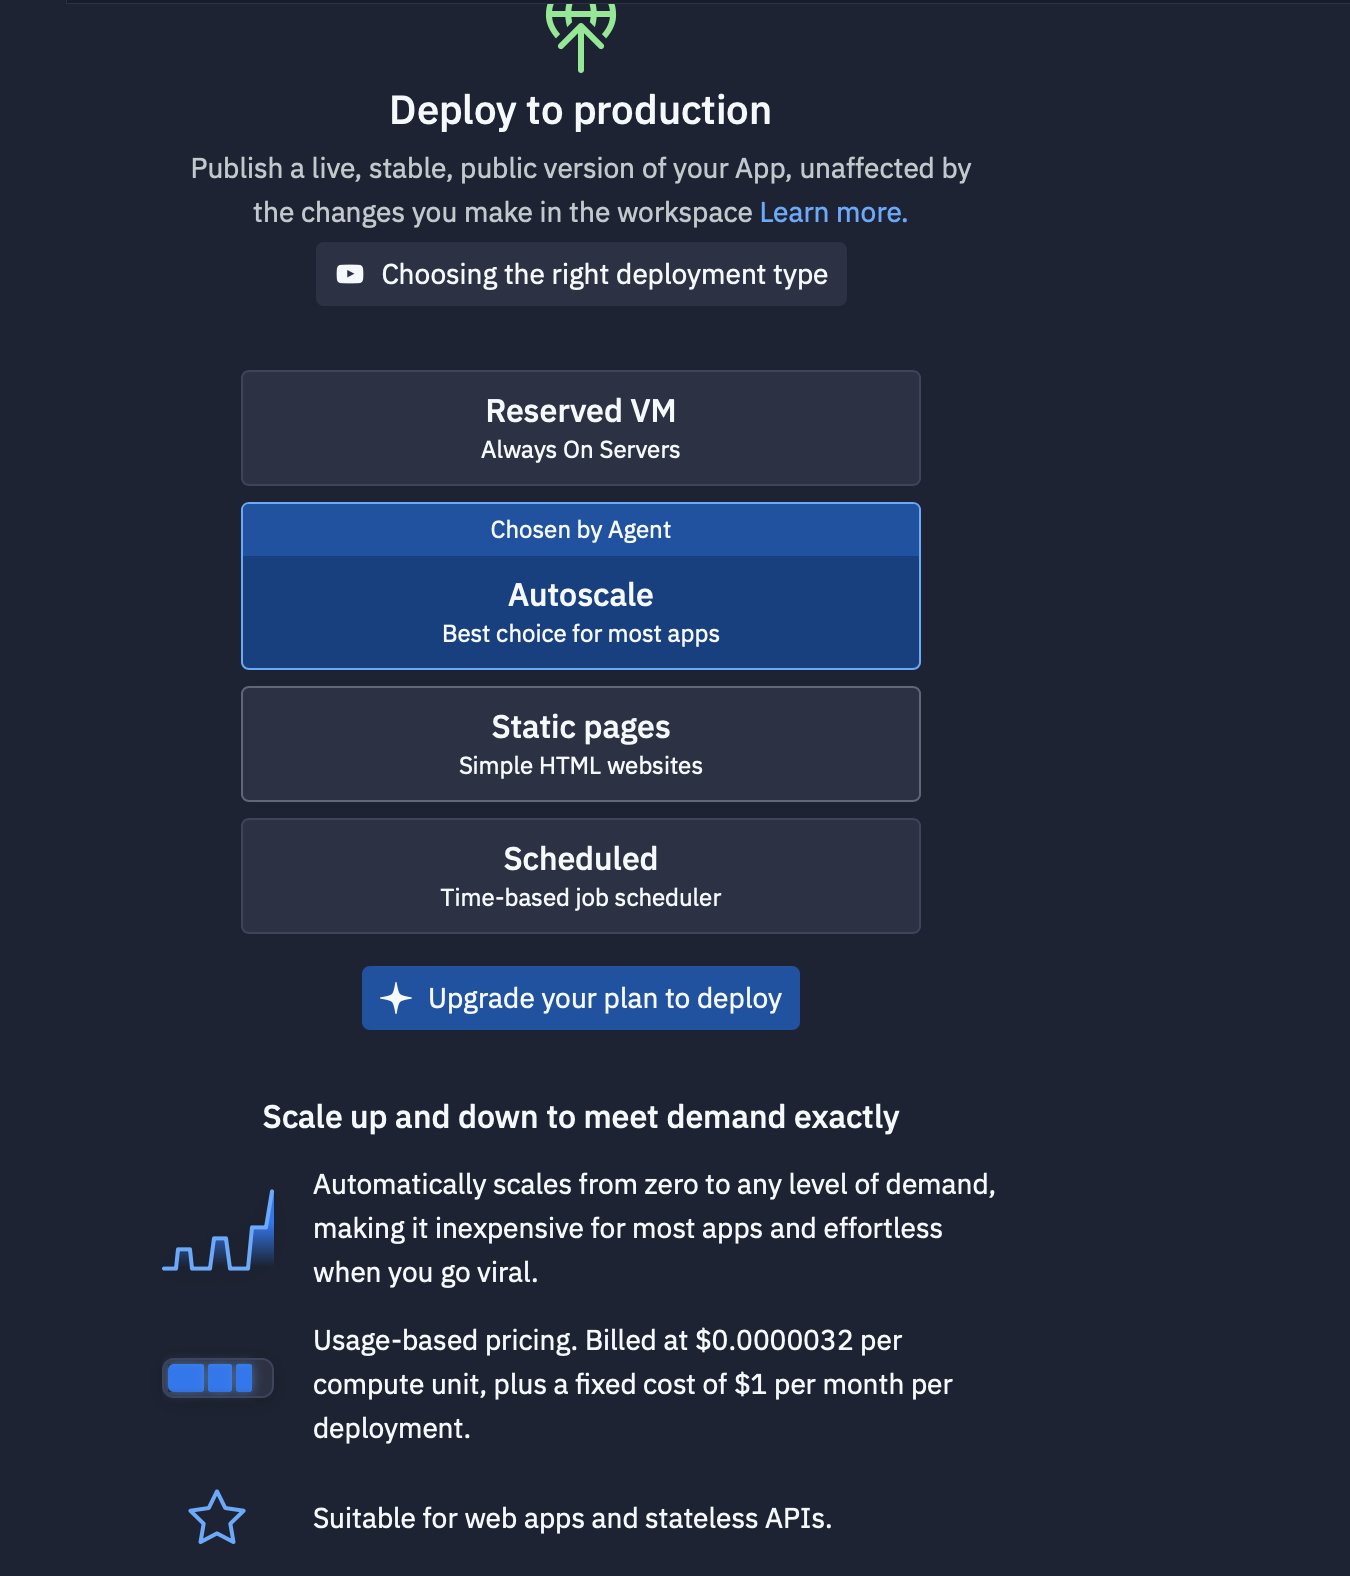 Deploy to production
Publish a live, stable, public version of your App, unaffected by
the changes you make in the workspace Learn more.
Choosing the right deployment type
Reserved VM
Always On Servers
Chosen by Agent
Autoscale
Best choice for most apps
Static pages
Simple HTML websites
Scheduled
Time-based job scheduler
Upgrade your plan to deploy
Scale up and down to meet demand exactly
Automatically scales from zero to any level of demand,
making it inexpensive for most apps and effortless
when you go viral.
Usage-based pricing. Billed at $0.0000032 per
compute unit, plus a fixed cost of $1 per month per
deployment.
Suitable for web apps and stateless APIs.